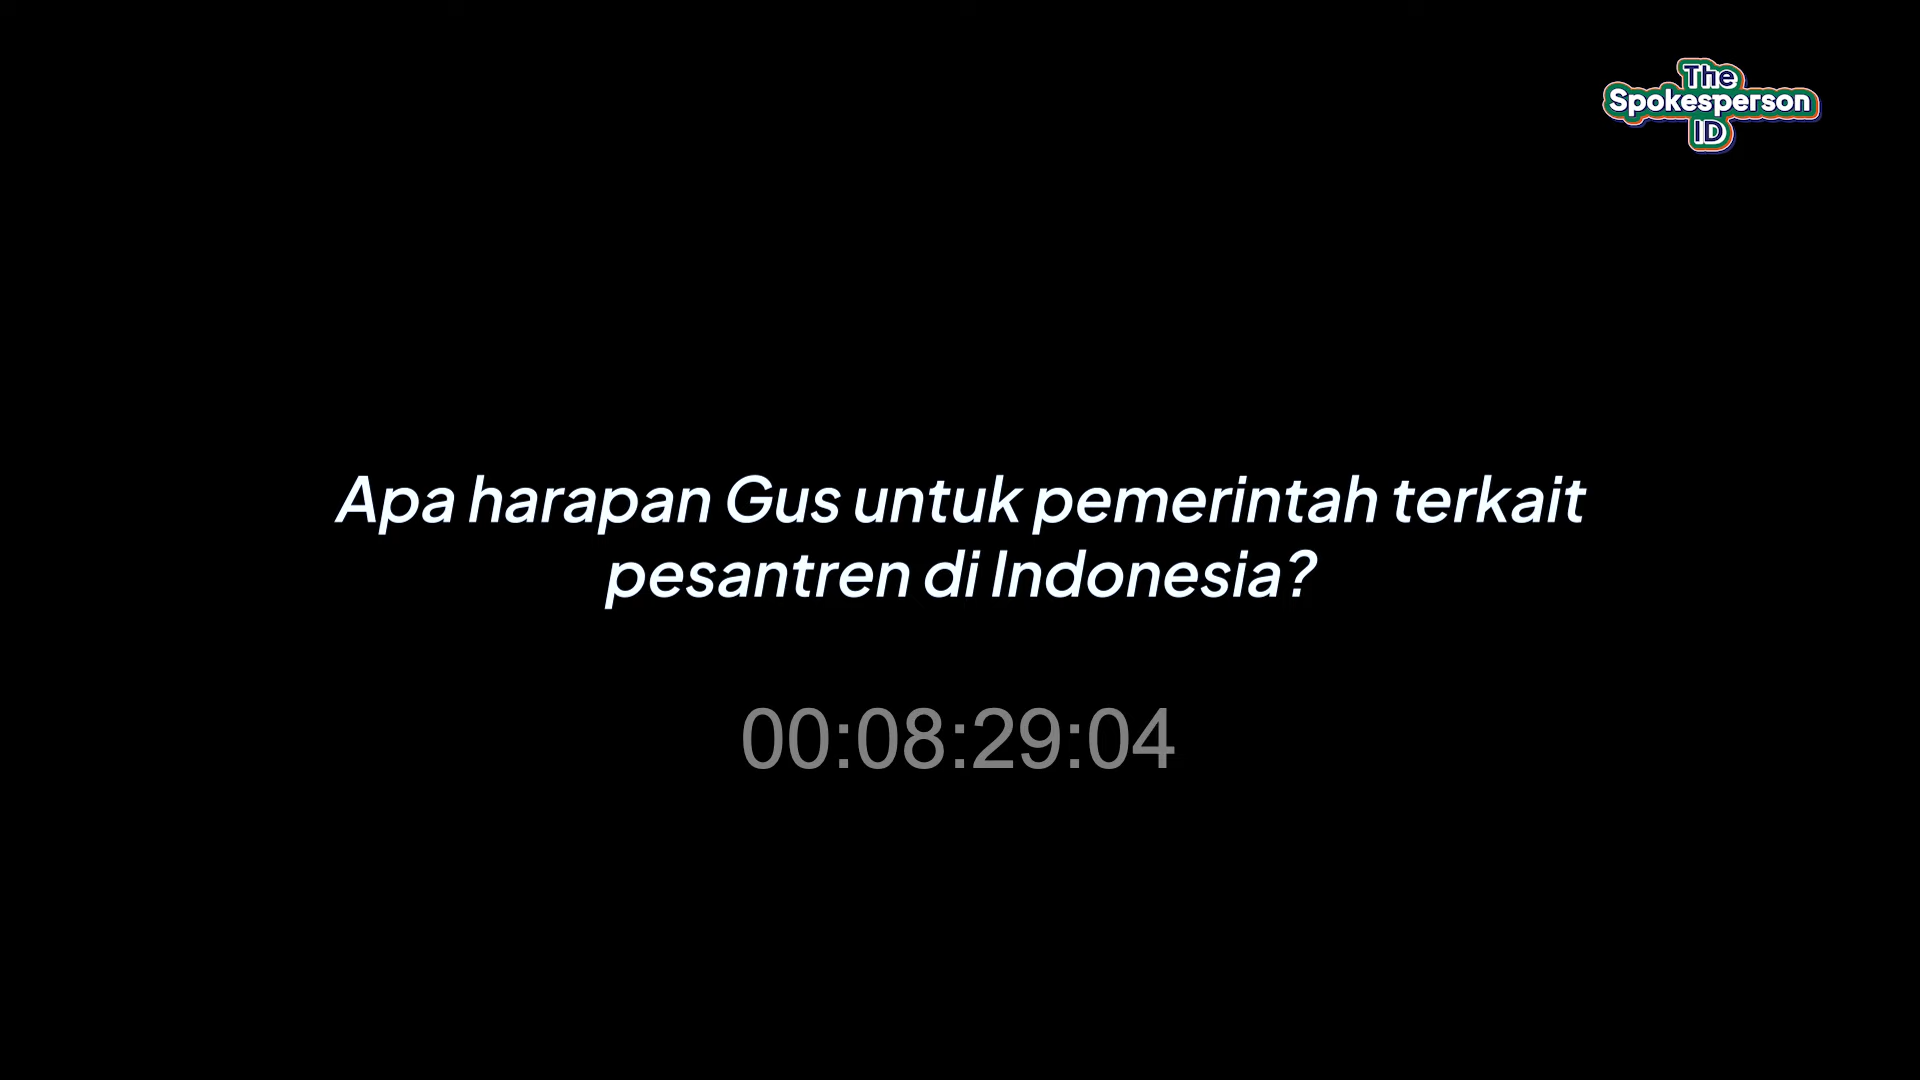 The
Spokesperson
ID
Apa harapan Gus untuk pemerintah terkait
pesantren di Indonesia?
00:08:29:04